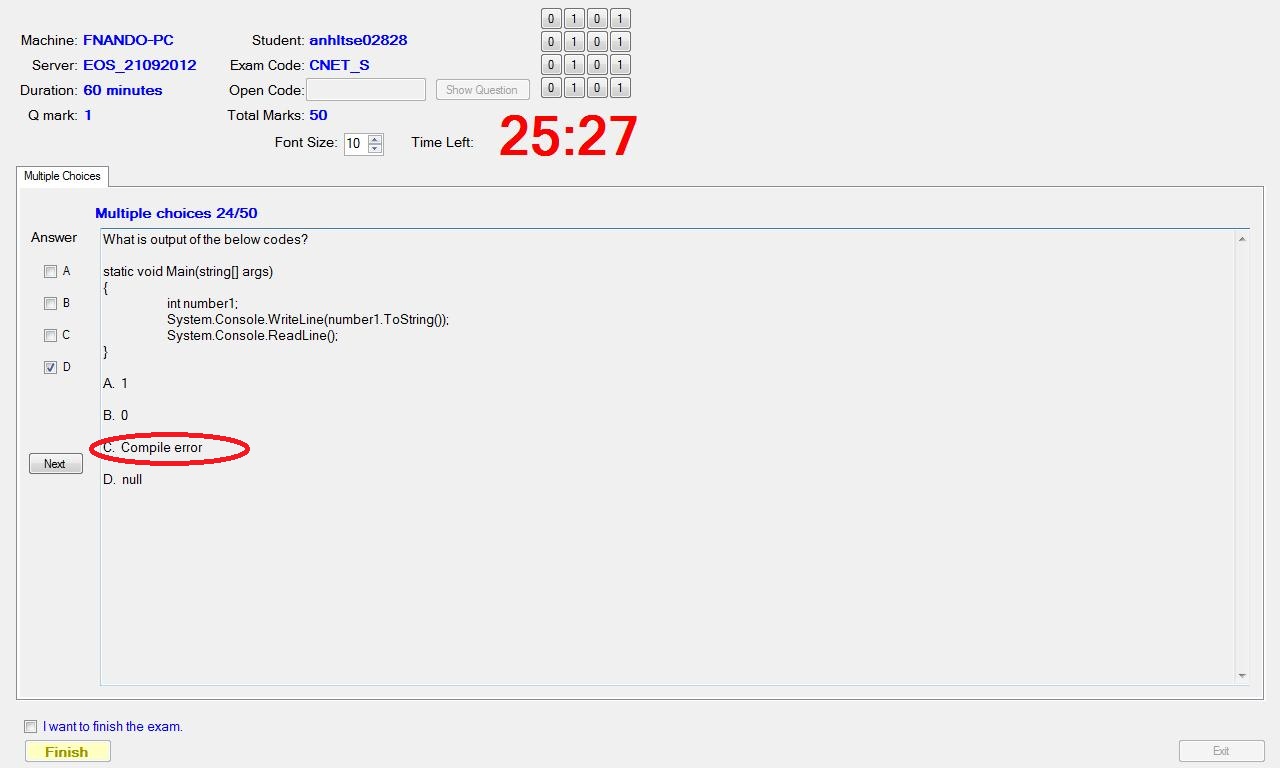 Machine: FNANDO-PC Student: anhltse02828
Server: EOS_21092012 Exam Code: CNET_S
Duration: 60 minutes Open Code: Show Question
Q mark: 1 Total Marks: 50
0 1 0 1
0 1 0 1
0 1 0 1
0 1 0 1
Font Size: 10 Time Left: 25:27
Multiple Choices
Multiple choices 24/50
Answer
A
B
C
D
Next
What is output of the below codes?
static void Main(string[] args)
{
int number1;
System.Console.WriteLine(number1.ToString());
System.Console.ReadLine();
}
A. 1
B. 0
C. Compile error
D. null
I want to finish the exam.
Finish
Exit